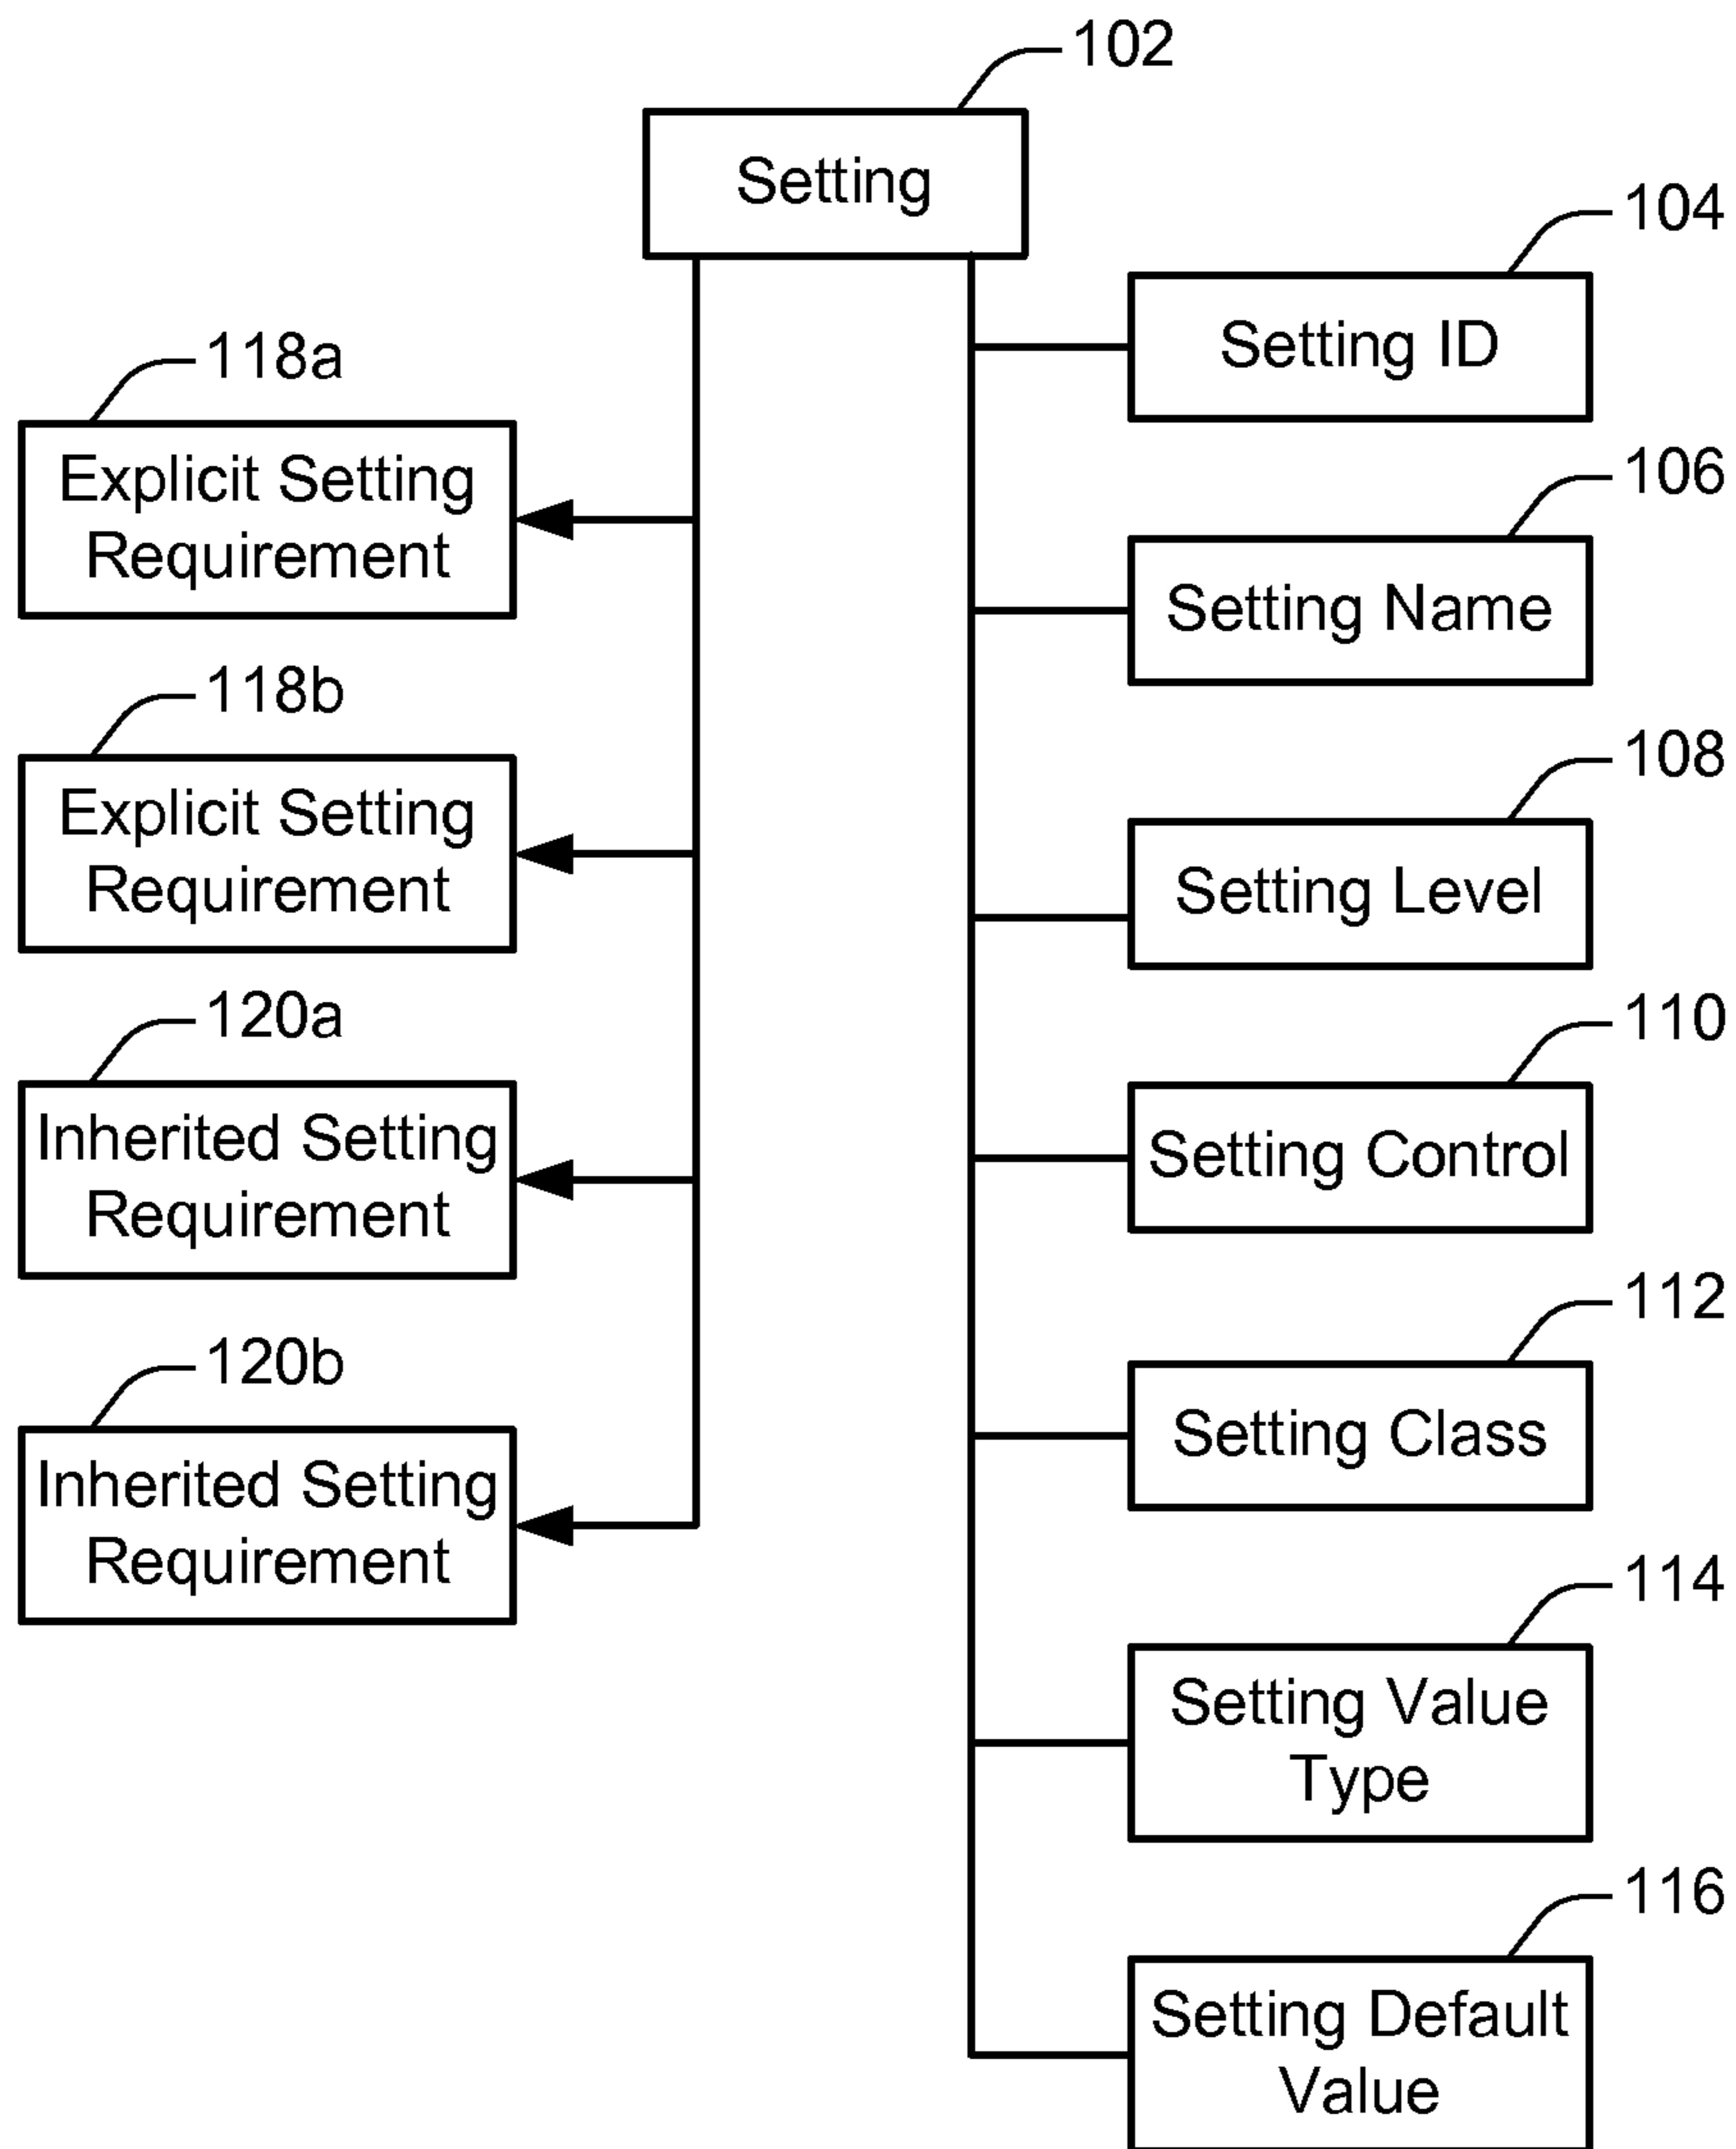 102
Setting
104
Setting ID
118a
Explicit Setting
Requirement
106
Setting Name
118b
Explicit Setting
Requirement
108
Setting Level
120a
Inherited Setting
Requirement
110
Setting Control
120b
Inherited Setting
Requirement
112
Setting Class
114
Setting Value
Type
116
Setting Default
Value